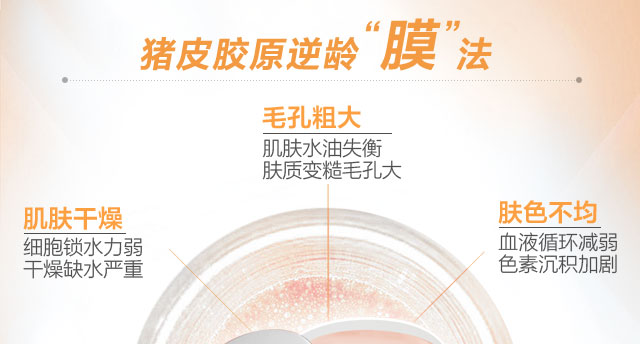 猪皮胶原逆龄“膜”法
毛孔粗大
肌肤水油失衡
肤质变糙毛孔大
肌肤干燥
细胞锁水力弱
干燥缺水严重
肤色不均
血液循环减弱
色素沉积加剧